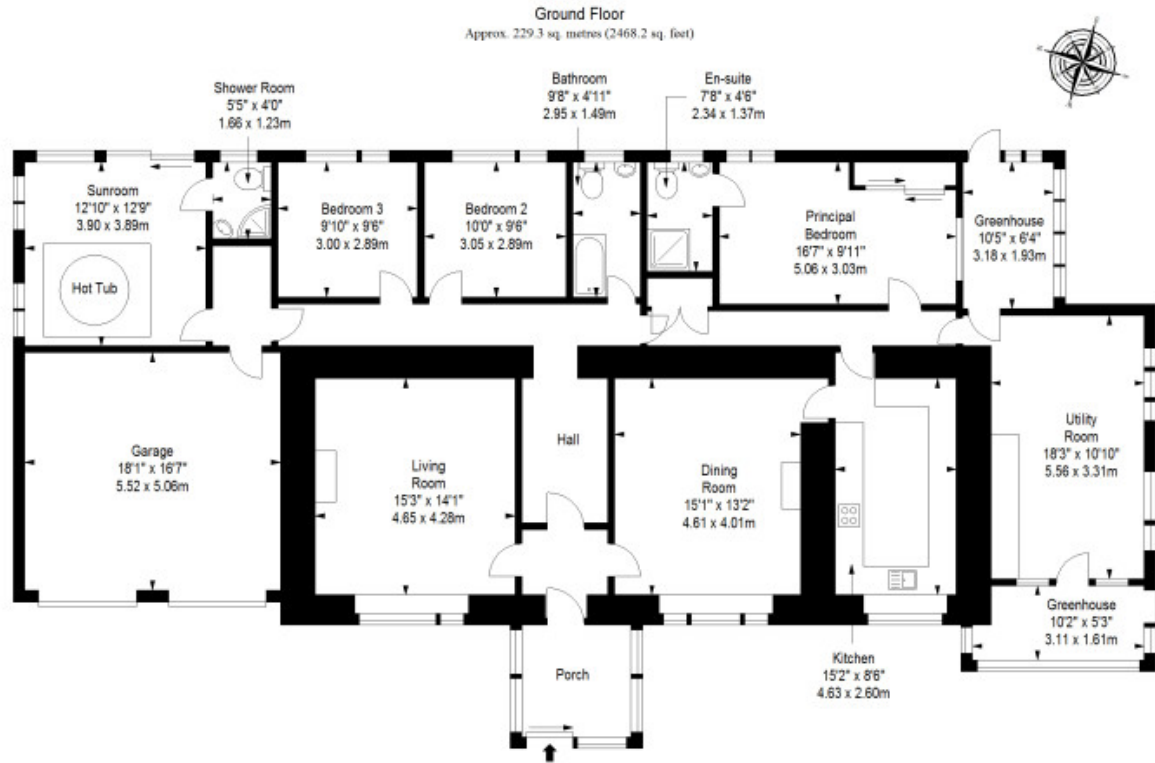 Ground Floor
Approx. 229.3 sq. metres (2468.2 sq. feet)
Shower Room
5'5" x 4'0"
1.66 x 1.23m
Bathroom
9'8" x 4'11"
2.95 x 1.49m
En-suite
7'8" x 4'6"
2.34 x 1.37m
Sunroom
12'10" x 12'9"
3.90 x 3.89m
Hot Tub
Bedroom 3
9'10" x 9'6"
3.00 x 2.89m
Bedroom 2
10'0" x 9'6"
3.05 x 2.89m
Principal
Bedroom
16'7" x 9'11"
5.06 x 3.03m
Greenhouse
10'5" x 6'4"
3.18 x 1.93m
Garage
18'1" x 16'7"
5.52 x 5.06m
Living
Room
15'3" x 14'1"
4.65 x 4.28m
Hall
Dining
Room
15'1" x 13'2"
4.61 x 4.01m
Utility
Room
18'3" x 10'10"
5.56 x 3.31m
Greenhouse
10'2" x 5'3"
3.11 x 1.61m
Porch
Kitchen
15'2" x 8'6"
4.63 x 2.60m